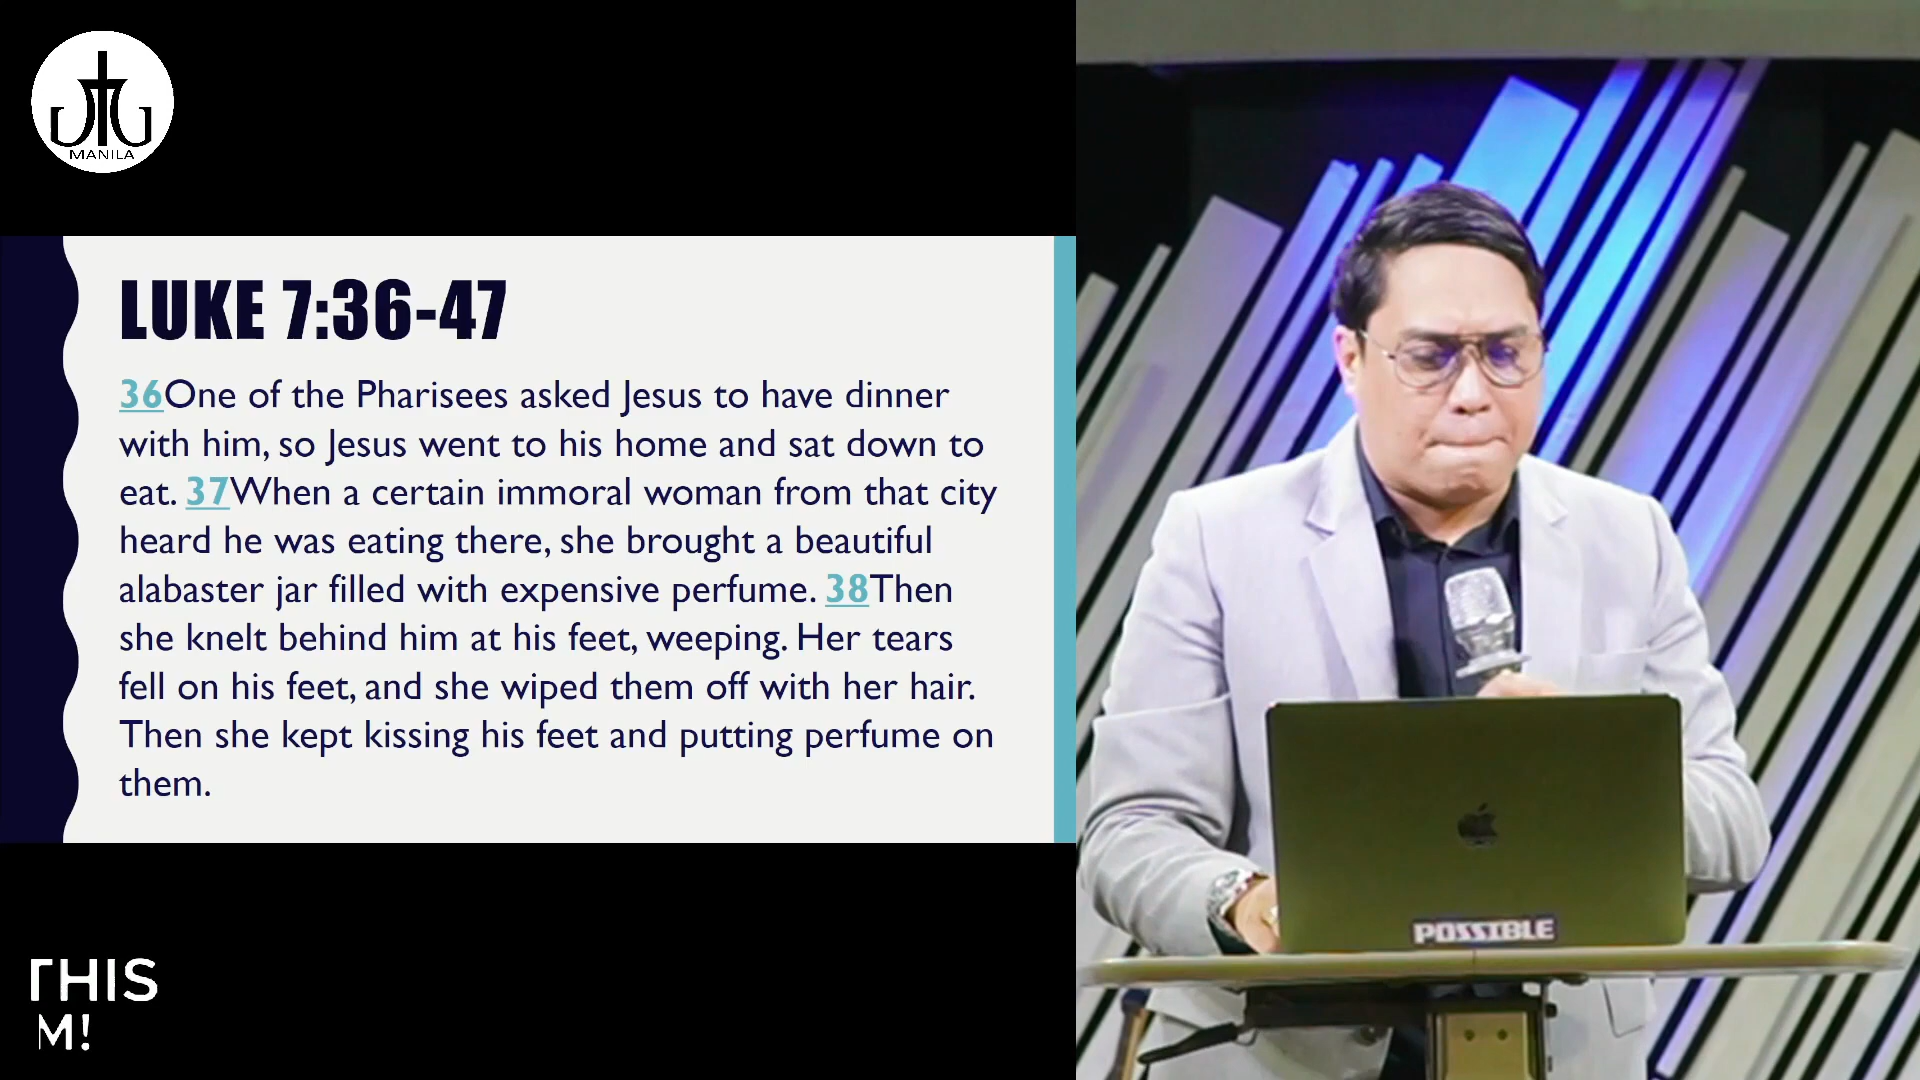 JTG
MANILA
LUKE 7:36-47
36One of the Pharisees asked Jesus to have dinner
with him, so Jesus went to his home and sat down to
eat. 37When a certain immoral woman from that city
heard he was eating there, she brought a beautiful
alabaster jar filled with expensive perfume. 38Then
she knelt behind him at his feet, weeping. Her tears
fell on his feet, and she wiped them off with her hair.
Then she kept kissing his feet and putting perfume on
them.
THIS
M!
POSSIBLE